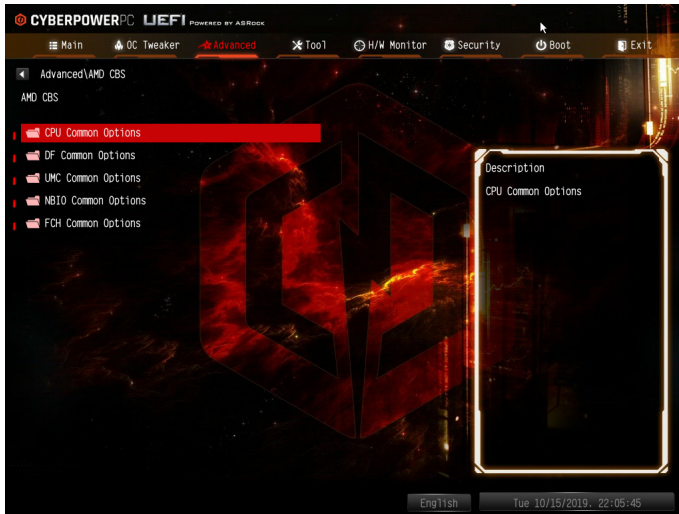 CYBERPOWERPC UEFI POWERED BY ASROCK
Main OC Tweaker Advanced Tool H/W Monitor Security Boot Exit
Advanced\AMD CBS
AMD CBS
CPU Common Options
DF Common Options
UMC Common Options
NBIO Common Options
FCH Common Options
Description
CPU Common Options
English Tue 10/15/2019. 22:05:45